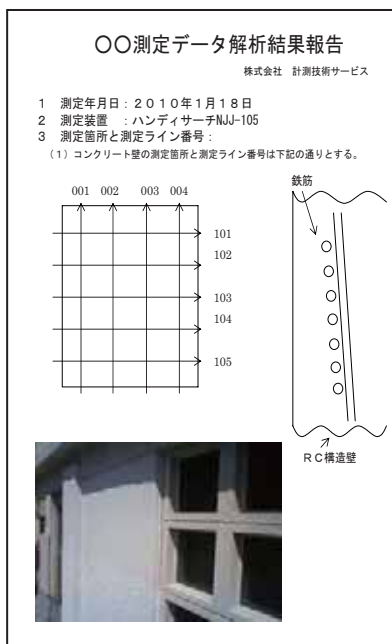 〇〇測定データ解析結果報告
株式会社　計測技術サービス
1　測定年月日：２０１０年１月１８日
2　測定装置　：ハンディサーチNJJ-105
3　測定箇所と測定ライン番号：
（１）コンクリート壁の測定箇所と測定ライン番号は下記の通りとする。
001 002 003 004
鉄筋
101
102
103
104
105
ＲＣ構造壁